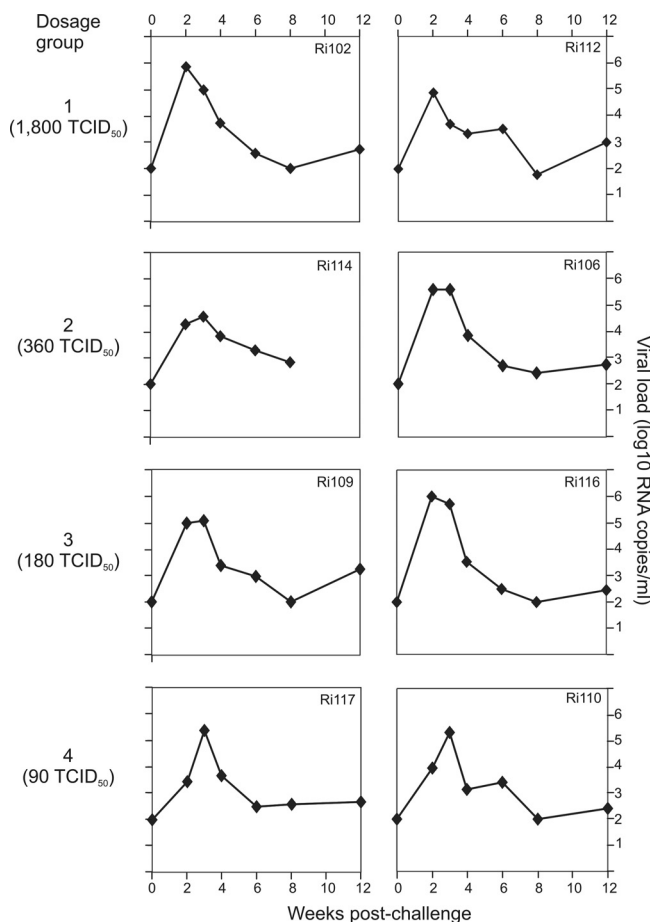 Dosage
group
0 2 4 6 8 10 12
0 2 4 6 8 10 12
1
(1,800 TCID₅₀)
Ri102
Ri112
6
5
4
3
2
1
2
(360 TCID₅₀)
Ri114
Ri106
6
5
4
3
2
1
3
(180 TCID₅₀)
Ri109
Ri116
6
5
4
3
2
1
4
(90 TCID₅₀)
Ri117
Ri110
6
5
4
3
2
1
0 2 4 6 8 10 12
0 2 4 6 8 10 12
Weeks post-challenge
Viral load (log10 RNA copies/ml)